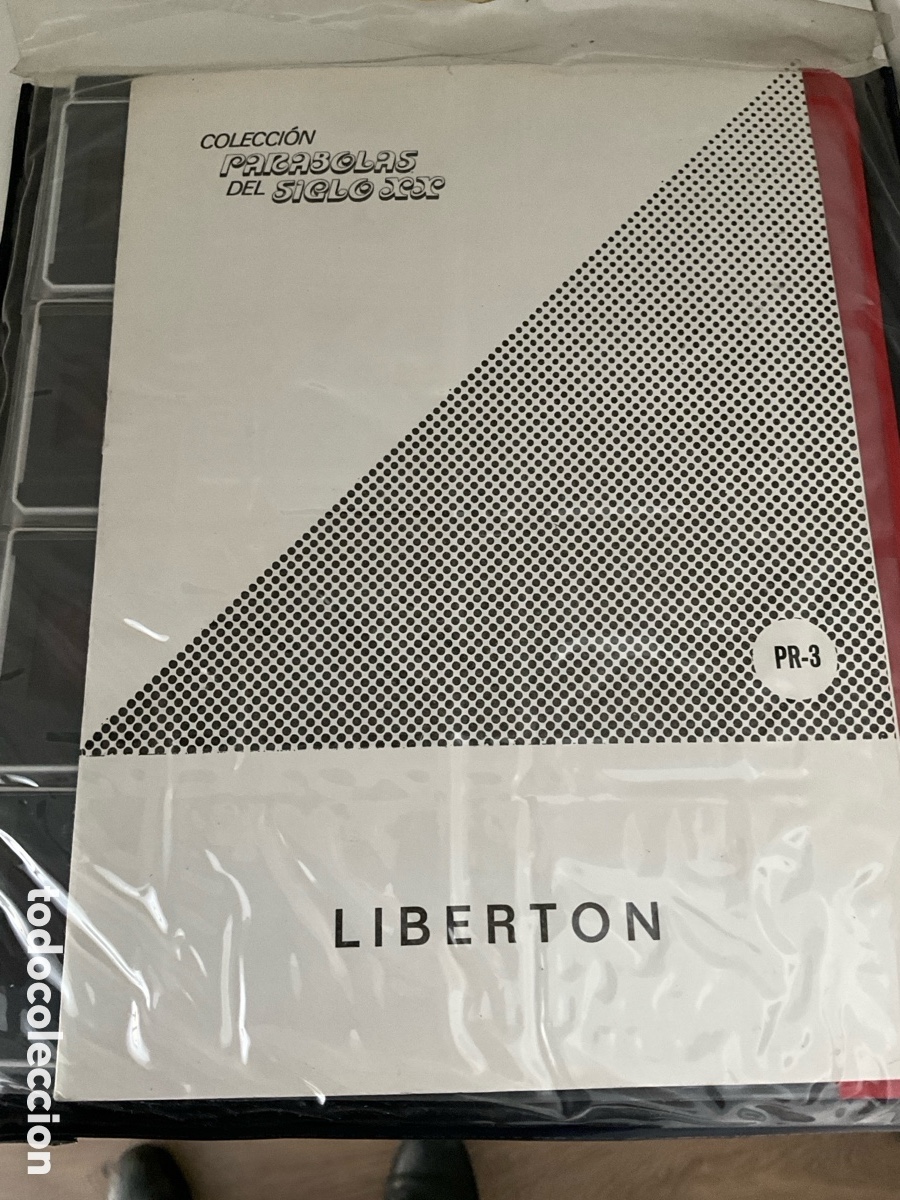 COLECCIÓN
PARABOLAS
DEL SIGLO XX
PR-3
LIBERTON
todocoleccion